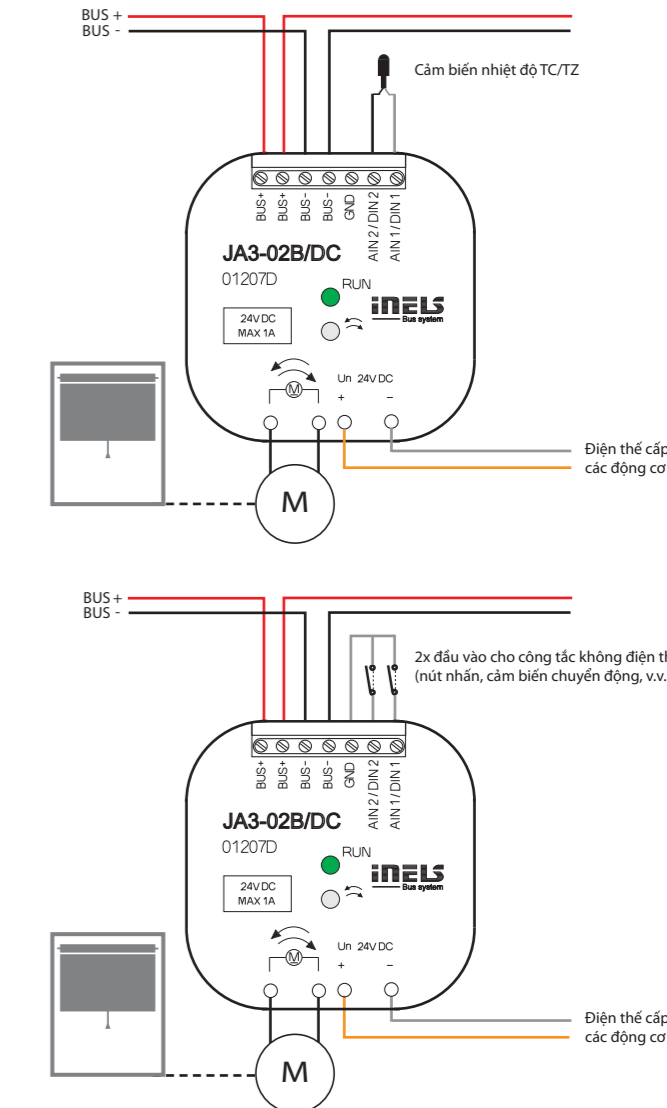 BUS +
BUS -
Cảm biến nhiệt độ TC/TZ
BUS+
BUS+
BUS-
BUS-
GND
AIN 2 / DIN 2
AIN 1 / DIN 1
JA3-02B/DC
01207D
RUN
iNELS
Bus system
24V DC
MAX 1A
M
Un 24V DC
+ –
Điện thế cấp
các động cơ
M
BUS +
BUS -
2x đầu vào cho công tắc không điện th
(nút nhấn, cảm biến chuyển động, v.v.
BUS+
BUS+
BUS-
BUS-
GND
AIN 2 / DIN 2
AIN 1 / DIN 1
JA3-02B/DC
01207D
RUN
iNELS
Bus system
24V DC
MAX 1A
M
Un 24V DC
+ –
Điện thế cấp
các động cơ
M